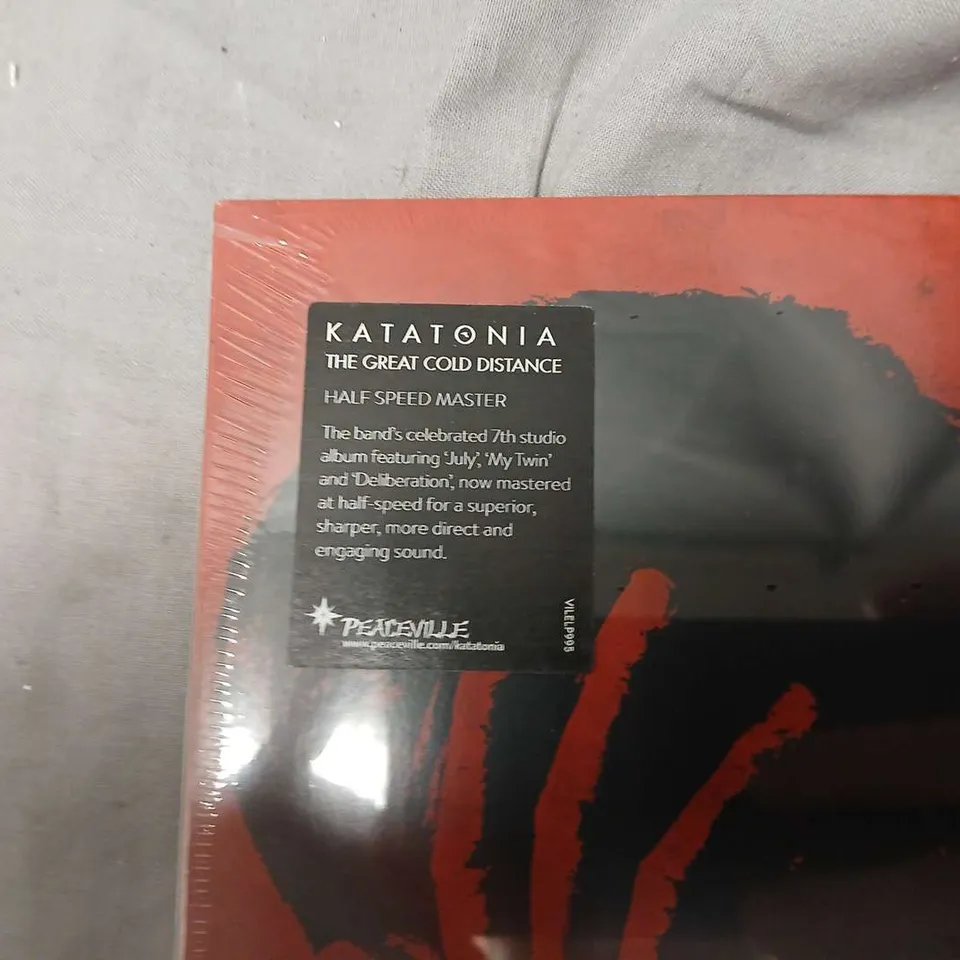 KATATONIA
THE GREAT COLD DISTANCE
HALF SPEED MASTER
The band's celebrated 7th studio
album featuring 'July', 'My Twin'
and 'Deliberation', now mastered
at half-speed for a superior,
sharper, more direct and
engaging sound.
PEACEVILLE
www.peaceville.com/katatonia
VILELP995